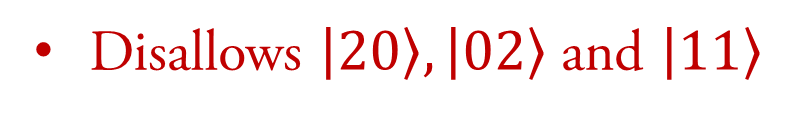 • Disallows |20⟩, |02⟩ and |11⟩